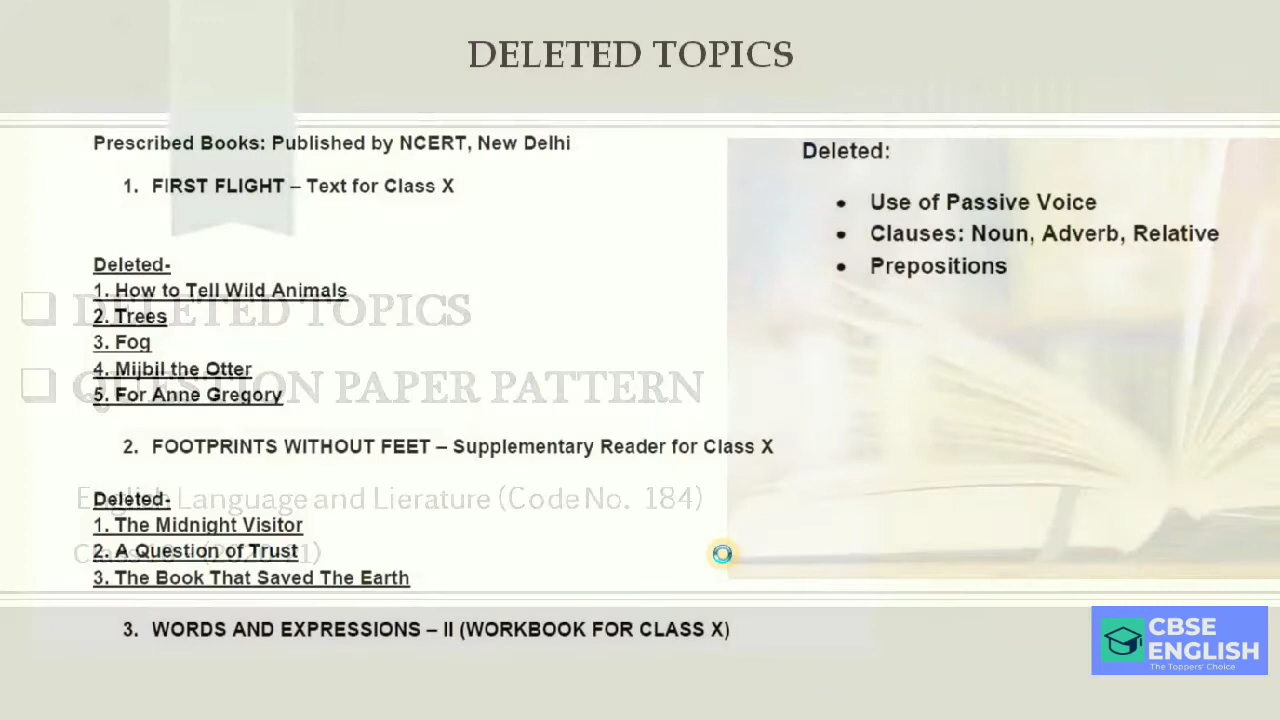 DELETED TOPICS
Prescribed Books: Published by NCERT, New Delhi
1. FIRST FLIGHT – Text for Class X
Deleted-
1. How to Tell Wild Animals
2. Trees
3. Fog
4. Mijbil the Otter
5. For Anne Gregory
2. FOOTPRINTS WITHOUT FEET – Supplementary Reader for Class X
Deleted-
1. The Midnight Visitor
2. A Question of Trust
3. The Book That Saved The Earth
3. WORDS AND EXPRESSIONS – II (WORKBOOK FOR CLASS X)
Deleted:
• Use of Passive Voice
• Clauses: Noun, Adverb, Relative
• Prepositions
❑ DELETED TOPICS
❑ QUESTION PAPER PATTERN
English Language and Lierature (Code No. 184)
CBSE
ENGLISH
The Toppers' Choice